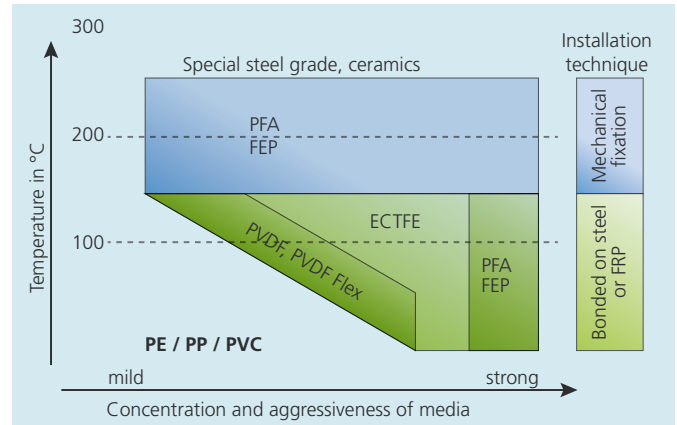 300
Special steel grade, ceramics
Installation
technique
Temperature in °C
200
PFA
FEP
Mechanical
fixation
100
ECTFE
PVDF, PVDF Flex
PFA
FEP
Bonded on steel
or FRP
PE / PP / PVC
mild
strong
Concentration and aggressiveness of media